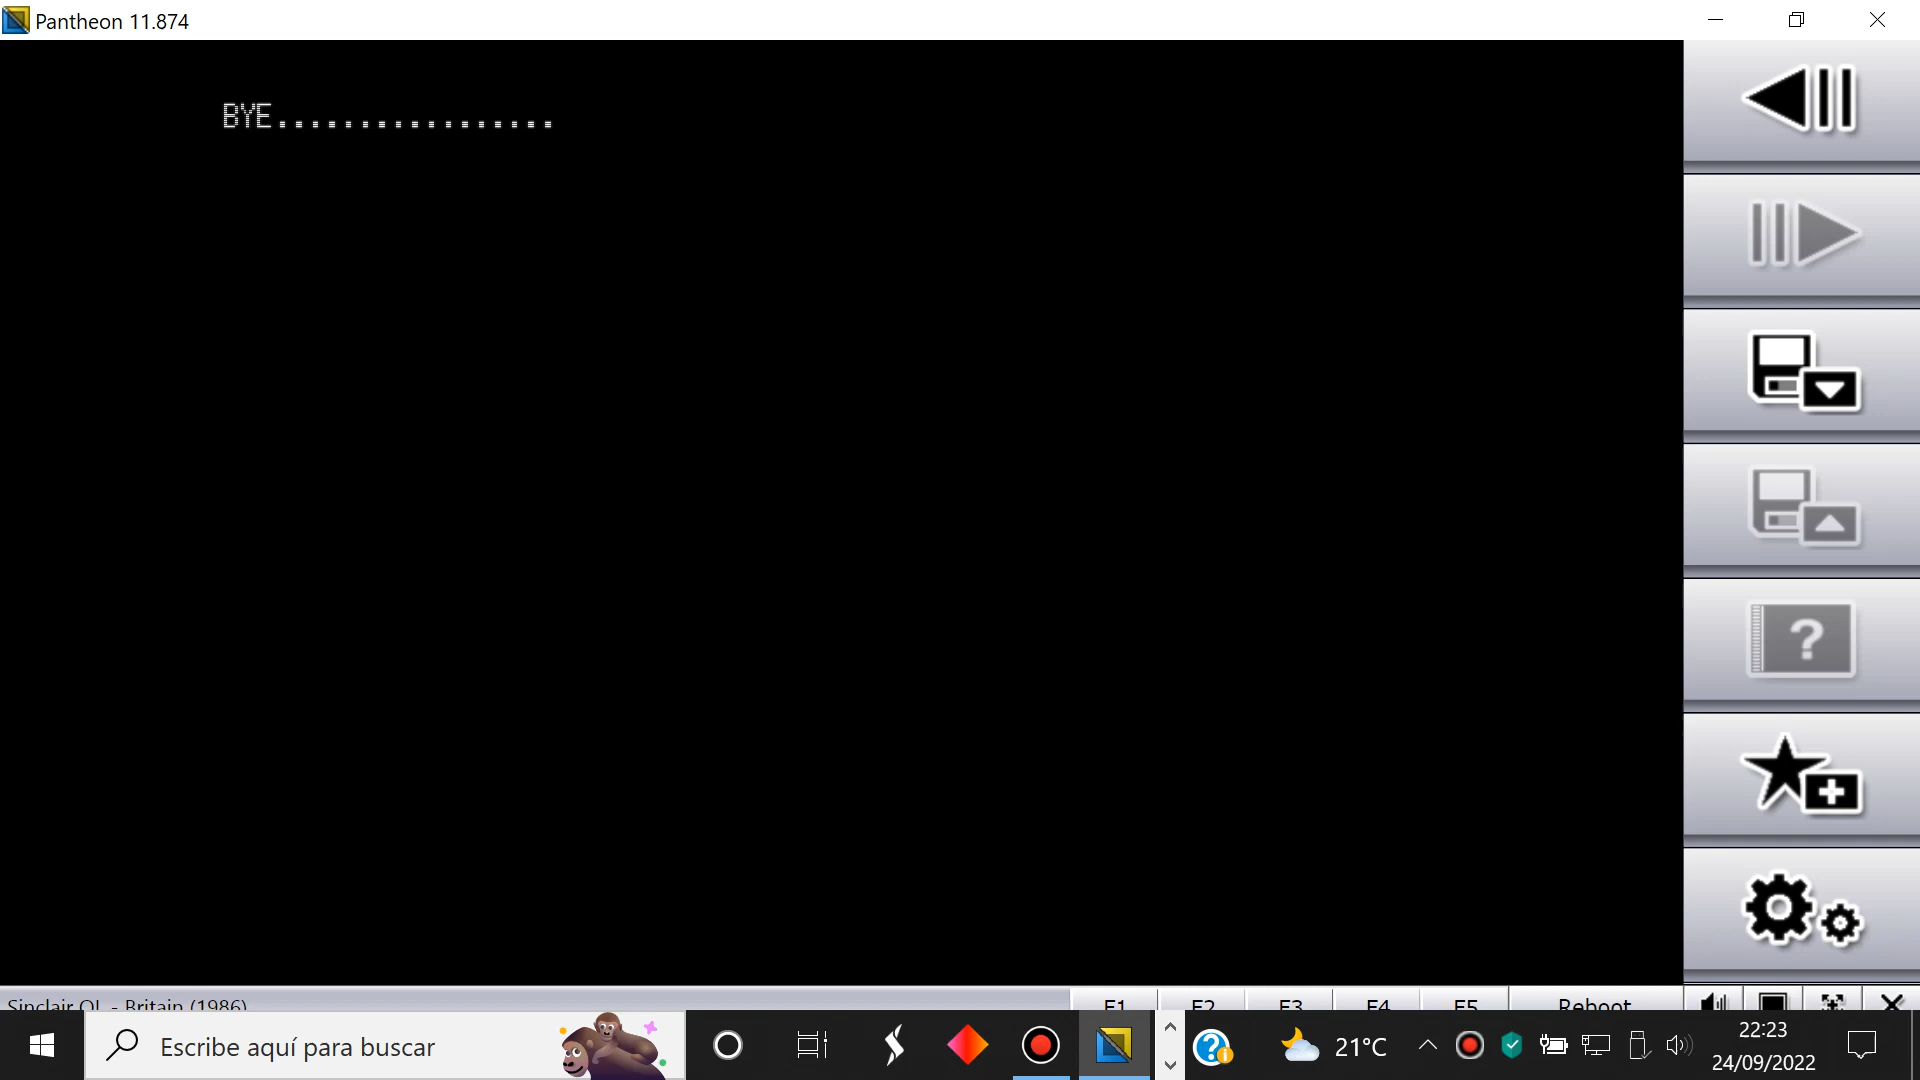 Pantheon 11.874
BYE.................
Sinclair QL - Britain (1986)
F1 F2 F3 F4 F5 Reboot
Escribe aquí para buscar
21°C
22:23
24/09/2022